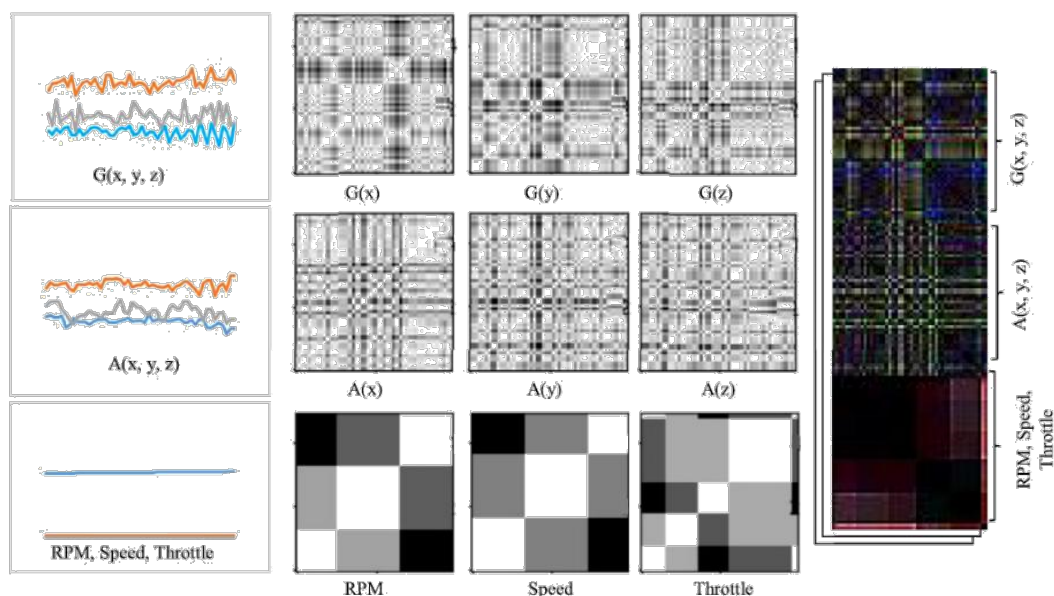 G(x, y, z)
G(x)
G(y)
G(z)
A(x, y, z)
A(x)
A(y)
A(z)
RPM, Speed, Throttle
RPM
Speed
Throttle
G(x, y, z)
A(x, y, z)
RPM, Speed,
Throttle